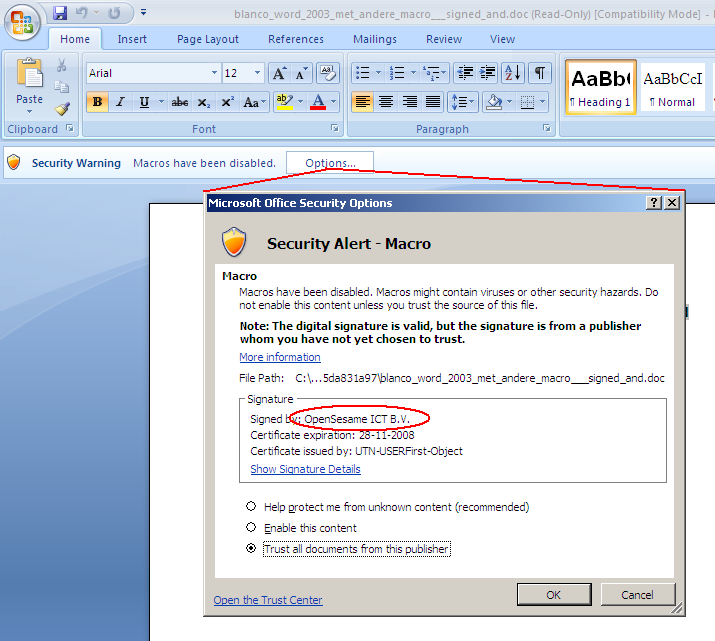 blanco_word_2003_met_andere_macro___signed_and.doc (Read-Only) [Compatibility Mode] -
Home Insert Page Layout References Mailings Review View
Arial 12
Paste
B I U abc X₂ X² Aa ab A
AaBb( AaBbCcI
¶ Heading 1 ¶ Normal
Clipboard Font Paragraph
Security Warning Macros have been disabled. Options...
Microsoft Office Security Options
Security Alert - Macro
Macro
Macros have been disabled. Macros might contain viruses or other security hazards. Do
not enable this content unless you trust the source of this file.
Note: The digital signature is valid, but the signature is from a publisher
whom you have not yet chosen to trust.
More information
File Path: C:\...5da831a97\blanco_word_2003_met_andere_macro___signed_and.doc
Signature
Signed by: OpenSesame ICT B.V.
Certificate expiration: 28-11-2008
Certificate issued by: UTN-USERFirst-Object
Show Signature Details
Help protect me from unknown content (recommended)
Enable this content
Trust all documents from this publisher
Open the Trust Center
OK Cancel